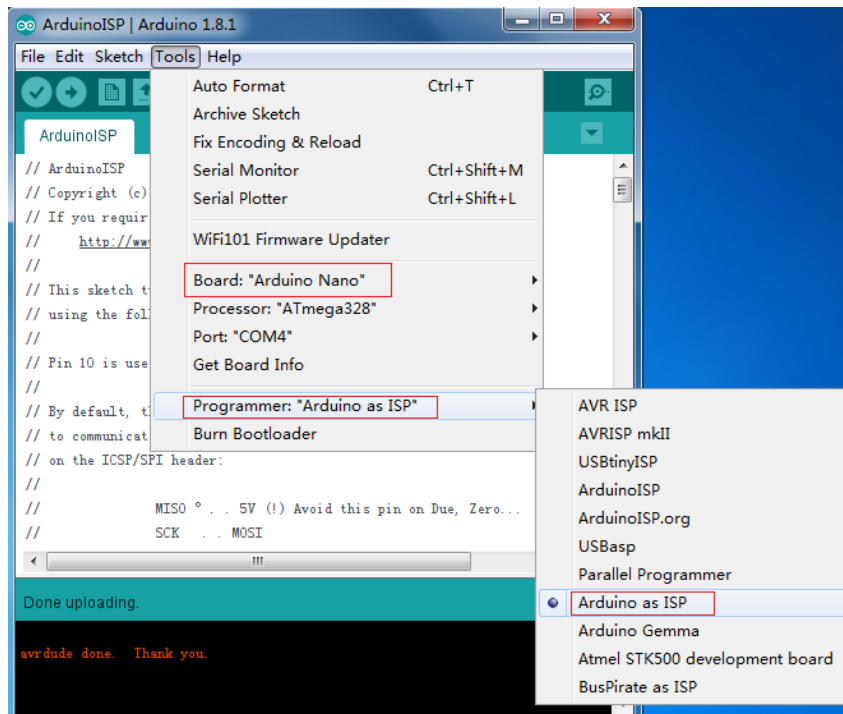 ArduinoISP | Arduino 1.8.1
File Edit Sketch Tools Help
Auto Format Ctrl+T
Archive Sketch
Fix Encoding & Reload
Serial Monitor Ctrl+Shift+M
Serial Plotter Ctrl+Shift+L
WiFi101 Firmware Updater
Board: "Arduino Nano"
Processor: "ATmega328"
Port: "COM4"
Get Board Info
Programmer: "Arduino as ISP"
Burn Bootloader
AVR ISP
AVRISP mkII
USBtinyISP
ArduinoISP
ArduinoISP.org
USBasp
Parallel Programmer
Arduino as ISP
Arduino Gemma
Atmel STK500 development board
BusPirate as ISP
ArduinoISP
// ArduinoISP
// Copyright (c)
// If you requir
// http://www
//
// This sketch t
// using the fol
//
// Pin 10 is use
//
// By default, t
// to communicat
// on the ICSP/SPI header:
//
// MISO ° . . 5V (!) Avoid this pin on Due, Zero...
// SCK . . MOSI
Done uploading.
avrdude done. Thank you.